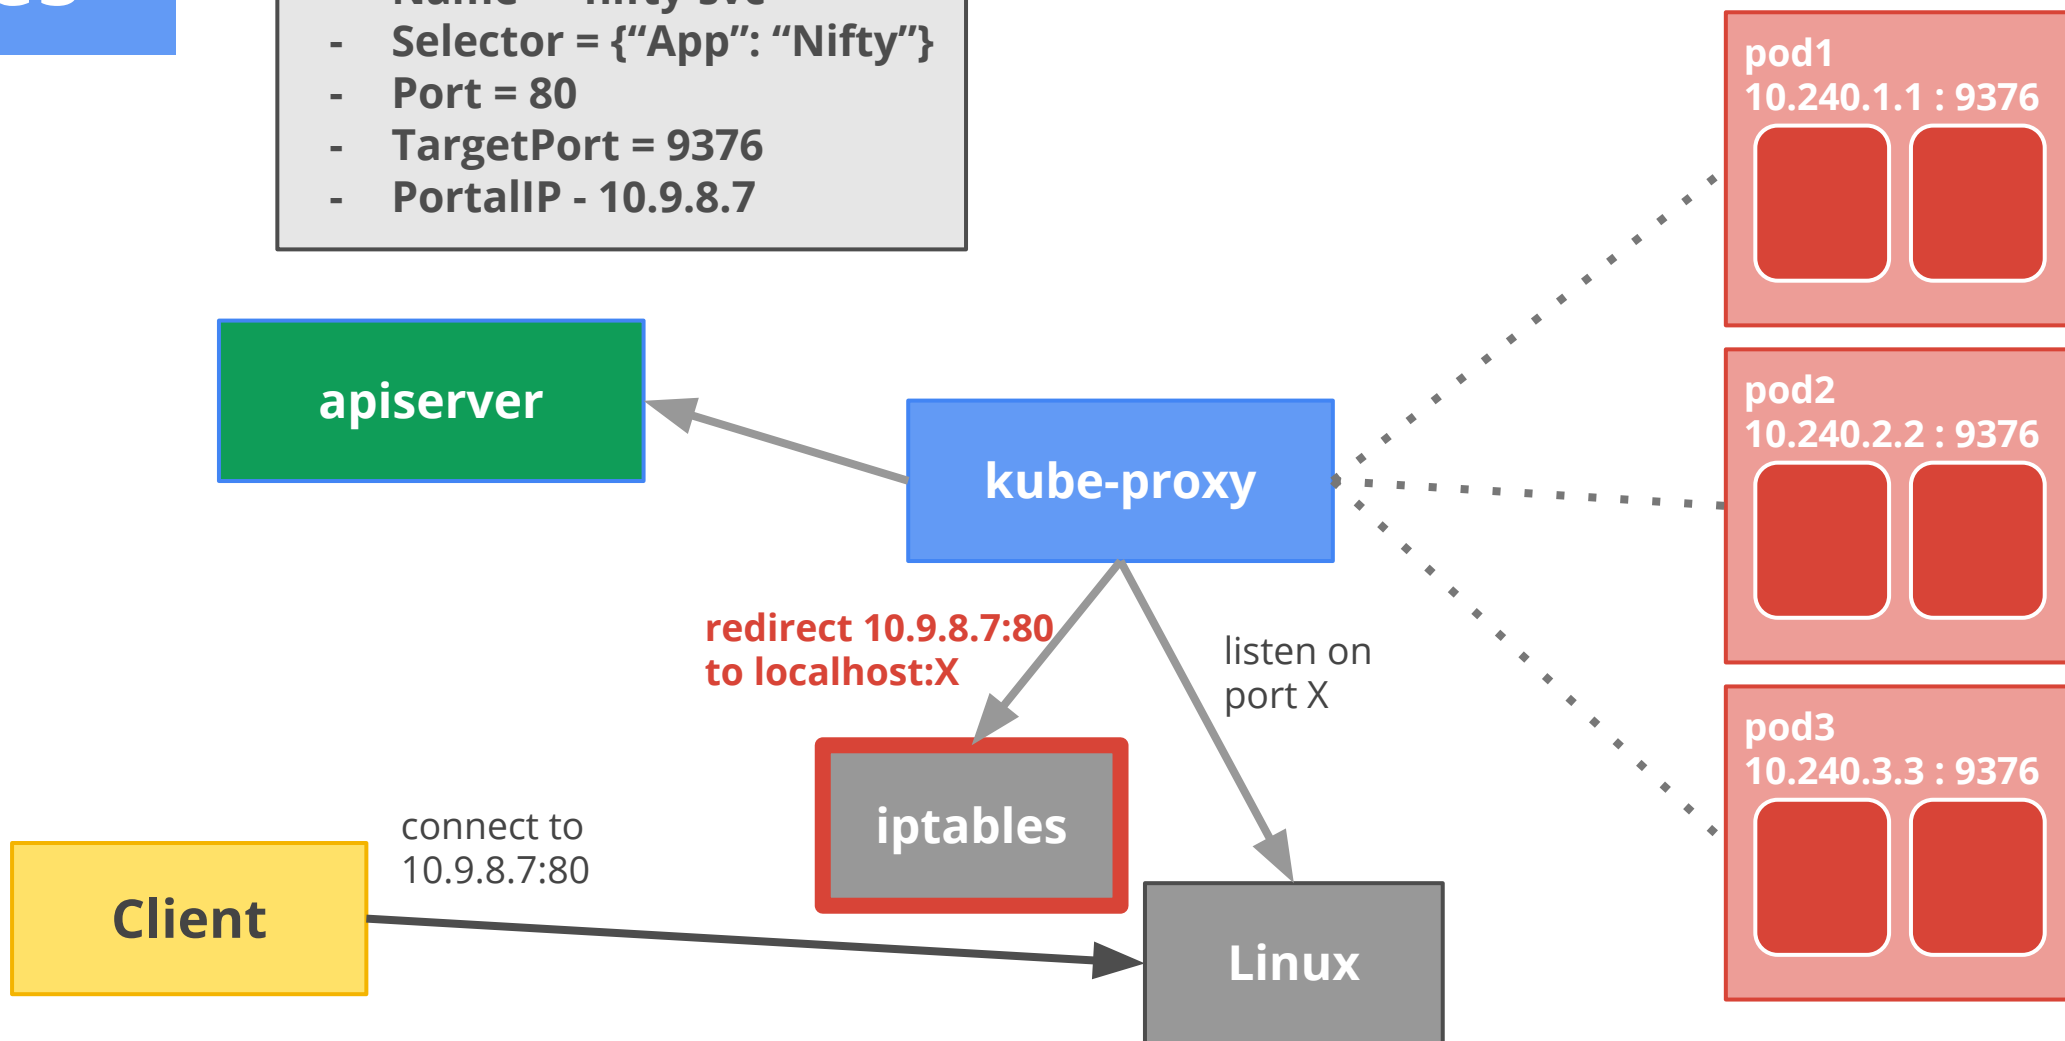 - Selector = {“App”: “Nifty”}
- Port = 80
- TargetPort = 9376
- PortalIP - 10.9.8.7
pod1
10.240.1.1 : 9376
apiserver
kube-proxy
pod2
10.240.2.2 : 9376
redirect 10.9.8.7:80
to localhost:X
listen on
port X
pod3
10.240.3.3 : 9376
iptables
connect to
10.9.8.7:80
Client
Linux